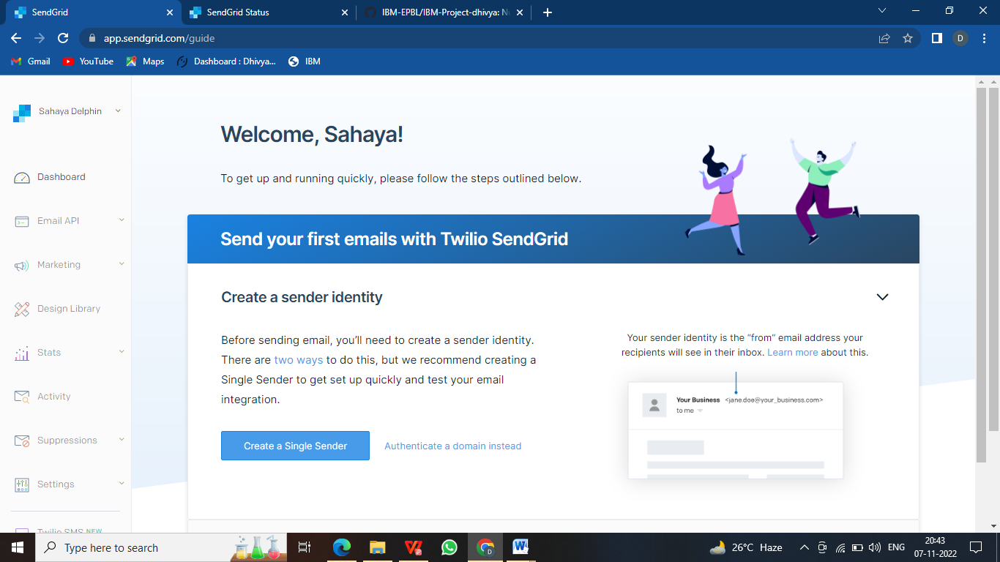 SendGrid
SendGrid Status
IBM-EPBL/IBM-Project-dhivya: Nu
app.sendgrid.com/guide
D
Gmail
YouTube
Maps
Dashboard : Dhivya...
IBM
Sahaya Delphin
Dashboard
Email API
Marketing
Design Library
Stats
Activity
Suppressions
Settings
Twilio SMS NEW
Welcome, Sahaya!
To get up and running quickly, please follow the steps outlined below.
Send your first emails with Twilio SendGrid
Create a sender identity
Before sending email, you'll need to create a sender identity.
There are two ways to do this, but we recommend creating a
Single Sender to get set up quickly and test your email
integration.
Create a Single Sender
Authenticate a domain instead
Your sender identity is the "from" email address your
recipients will see in their inbox. Learn more about this.
Your Business <jane.doe@your_business.com>
to me
Type here to search
D
W
26°C Haze
ENG
20:43
07-11-2022